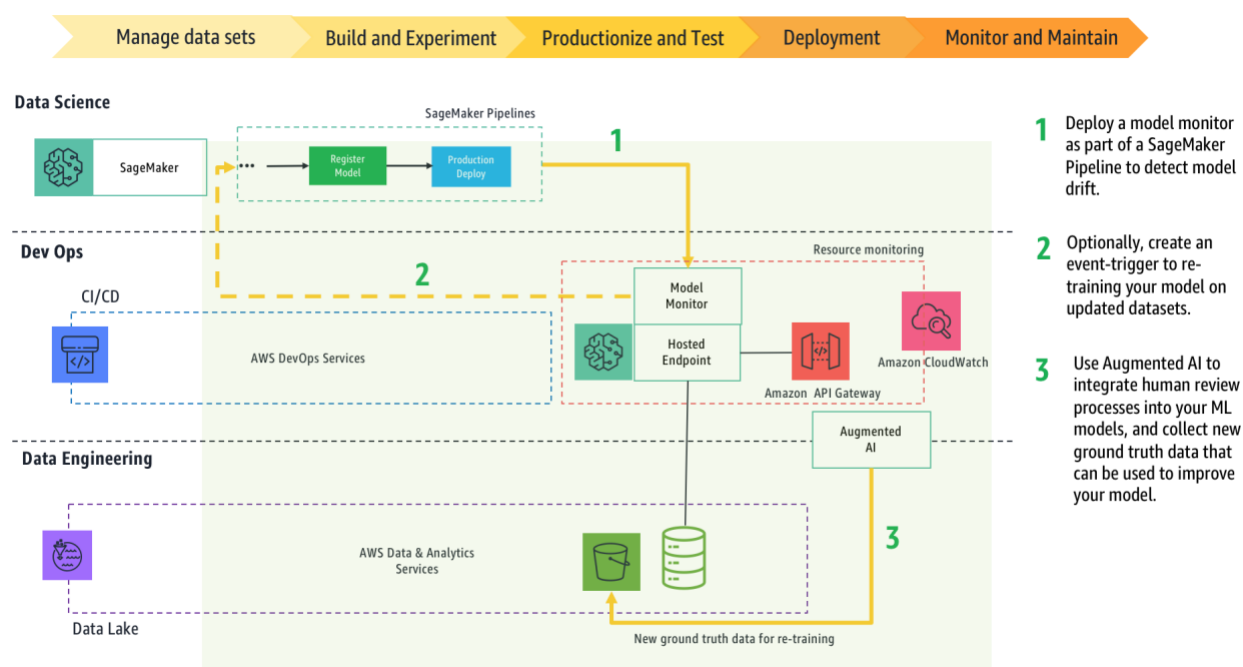 Manage data sets
Build and Experiment
Productionize and Test
Deployment
Monitor and Maintain
Data Science
SageMaker Pipelines
SageMaker
...
Register
Model
Production
Deploy
1
1
Deploy a model monitor
as part of a SageMaker
Pipeline to detect model
drift.
Dev Ops
Resource monitoring
2
2
Optionally, create an
event-trigger to re-
training your model on
updated datasets.
CI/CD
Model
Monitor
AWS DevOps Services
Hosted
Endpoint
Amazon CloudWatch
Amazon API Gateway
3
Use Augmented AI to
integrate human review
processes into your ML
models, and collect new
ground truth data that
can be used to improve
your model.
Augmented
AI
Data Engineering
3
AWS Data & Analytics
Services
Data Lake
New ground truth data for re-training